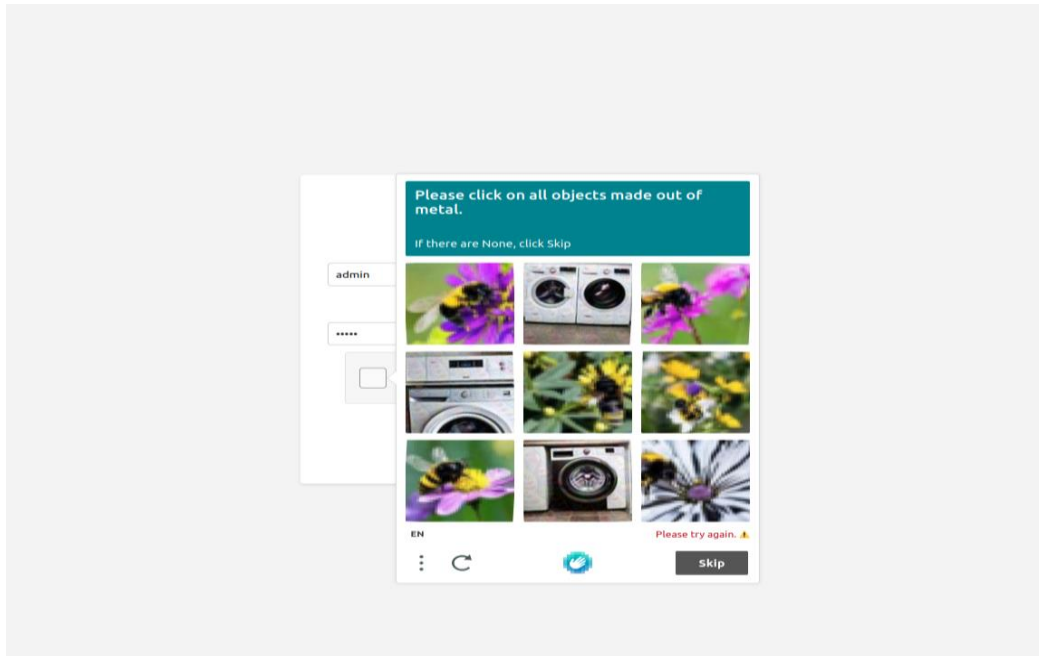 Please click on all objects made out of
metal.
If there are None, click Skip
admin
•••••
EN
Please try again.
Skip